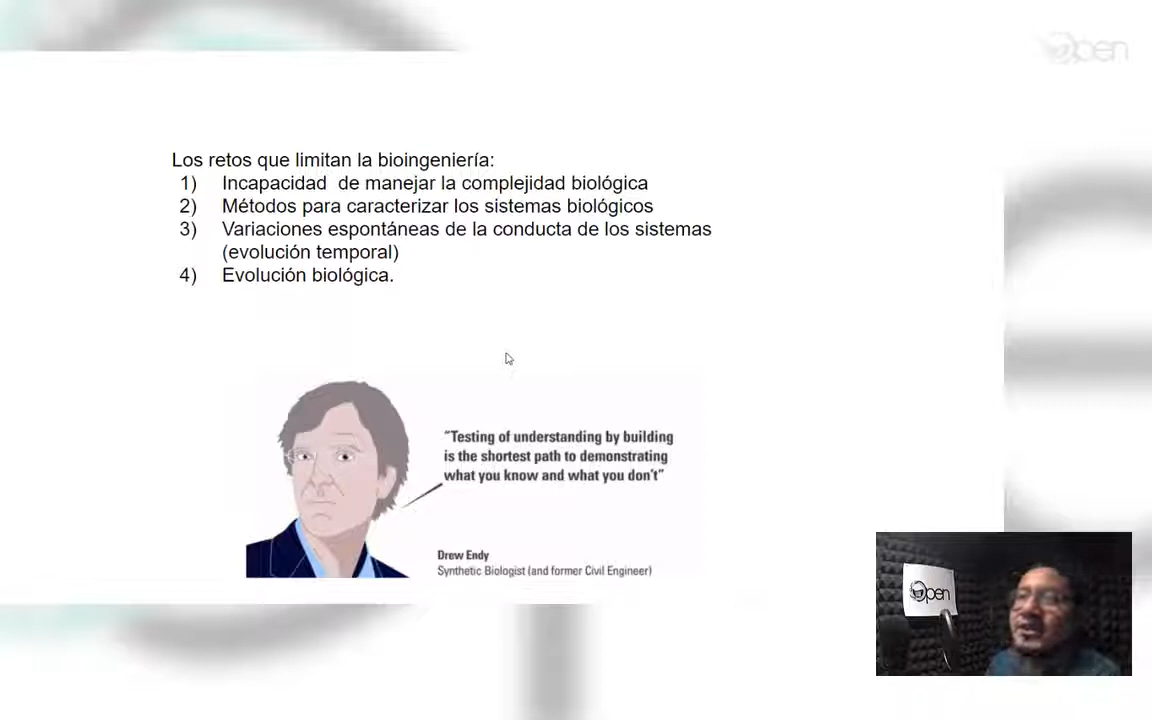 Open
Los retos que limitan la bioingeniería:
1) Incapacidad de manejar la complejidad biológica
2) Métodos para caracterizar los sistemas biológicos
3) Variaciones espontáneas de la conducta de los sistemas
(evolución temporal)
4) Evolución biológica.
"Testing of understanding by building
is the shortest path to demonstrating
what you know and what you don't"
Drew Endy
Synthetic Biologist (and former Civil Engineer)
Open